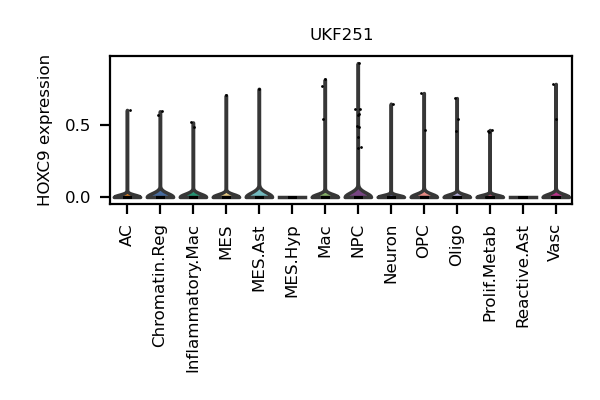 UKF251
HOXC9 expression
0.5
0.0
AC
Chromatin.Reg
Inflammatory.Mac
MES
MES.Ast
MES.Hyp
Mac
NPC
Neuron
OPC
Oligo
Prolif.Metab
Reactive.Ast
Vasc